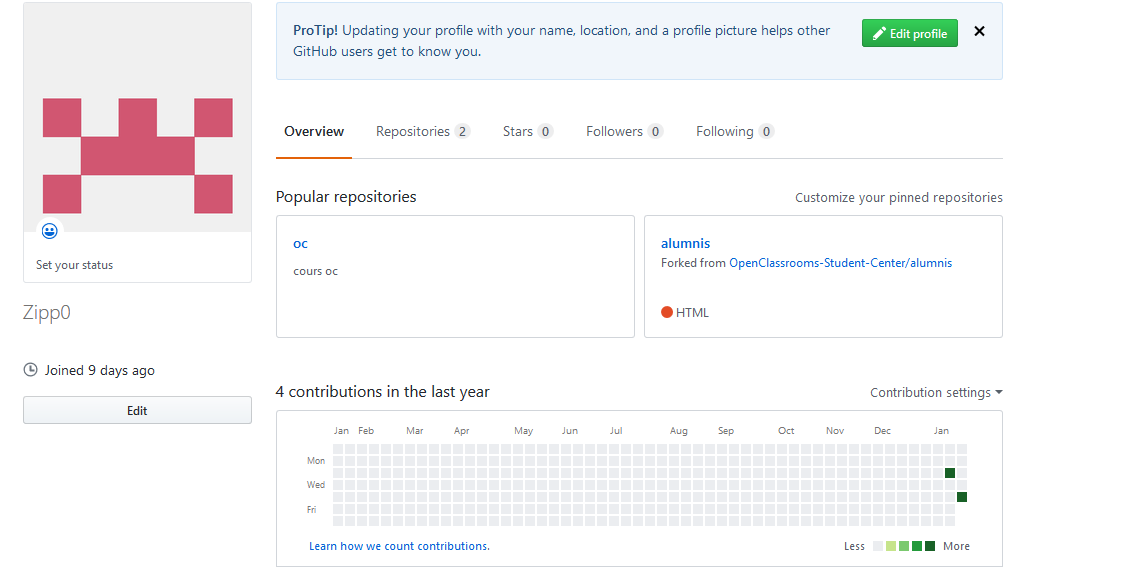 ProTip! Updating your profile with your name, location, and a profile picture helps other
GitHub users get to know you.
Edit profile
Overview Repositories 2 Stars 0 Followers 0 Following 0
Set your status
Zipp0
Joined 9 days ago
Edit
Popular repositories Customize your pinned repositories
oc
cours oc
alumnis
Forked from OpenClassrooms-Student-Center/alumnis
HTML
4 contributions in the last year Contribution settings
Jan Feb Mar Apr May Jun Jul Aug Sep Oct Nov Dec Jan
Mon
Wed
Fri
Learn how we count contributions. Less More